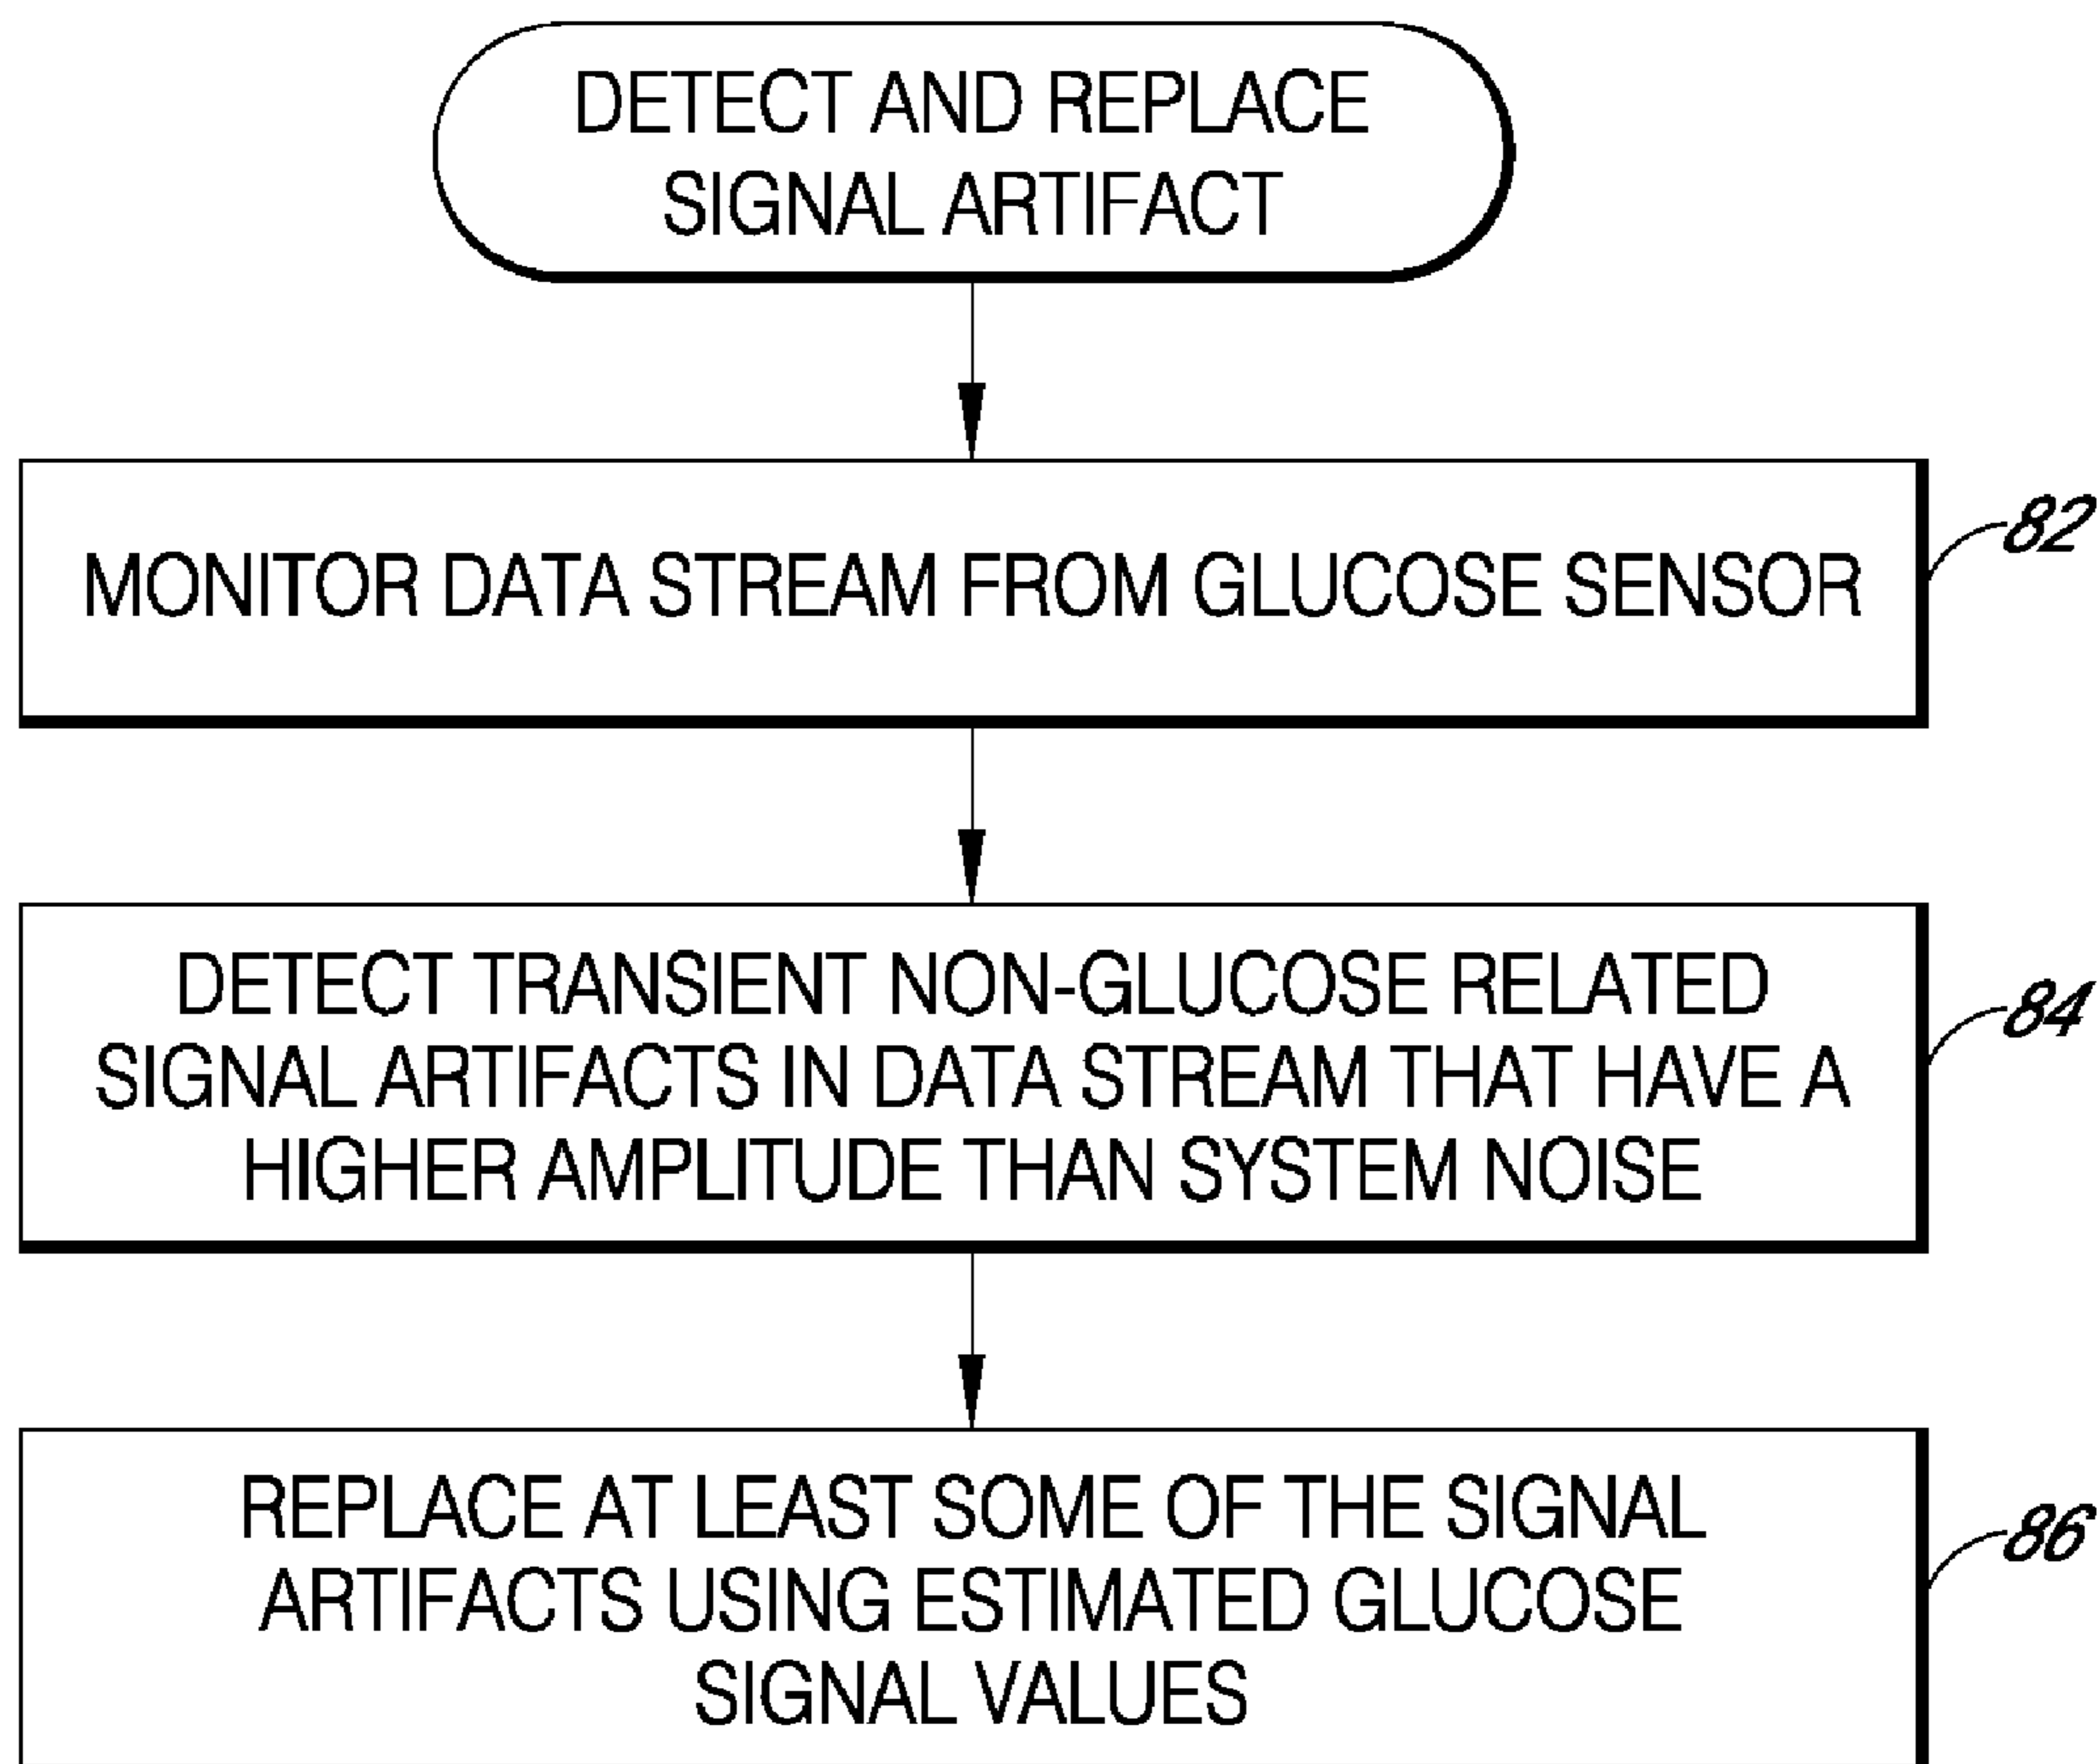 DETECT AND REPLACE
SIGNAL ARTIFACT
MONITOR DATA STREAM FROM GLUCOSE SENSOR
82
DETECT TRANSIENT NON-GLUCOSE RELATED
SIGNAL ARTIFACTS IN DATA STREAM THAT HAVE A
HIGHER AMPLITUDE THAN SYSTEM NOISE
84
REPLACE AT LEAST SOME OF THE SIGNAL
ARTIFACTS USING ESTIMATED GLUCOSE
SIGNAL VALUES
86